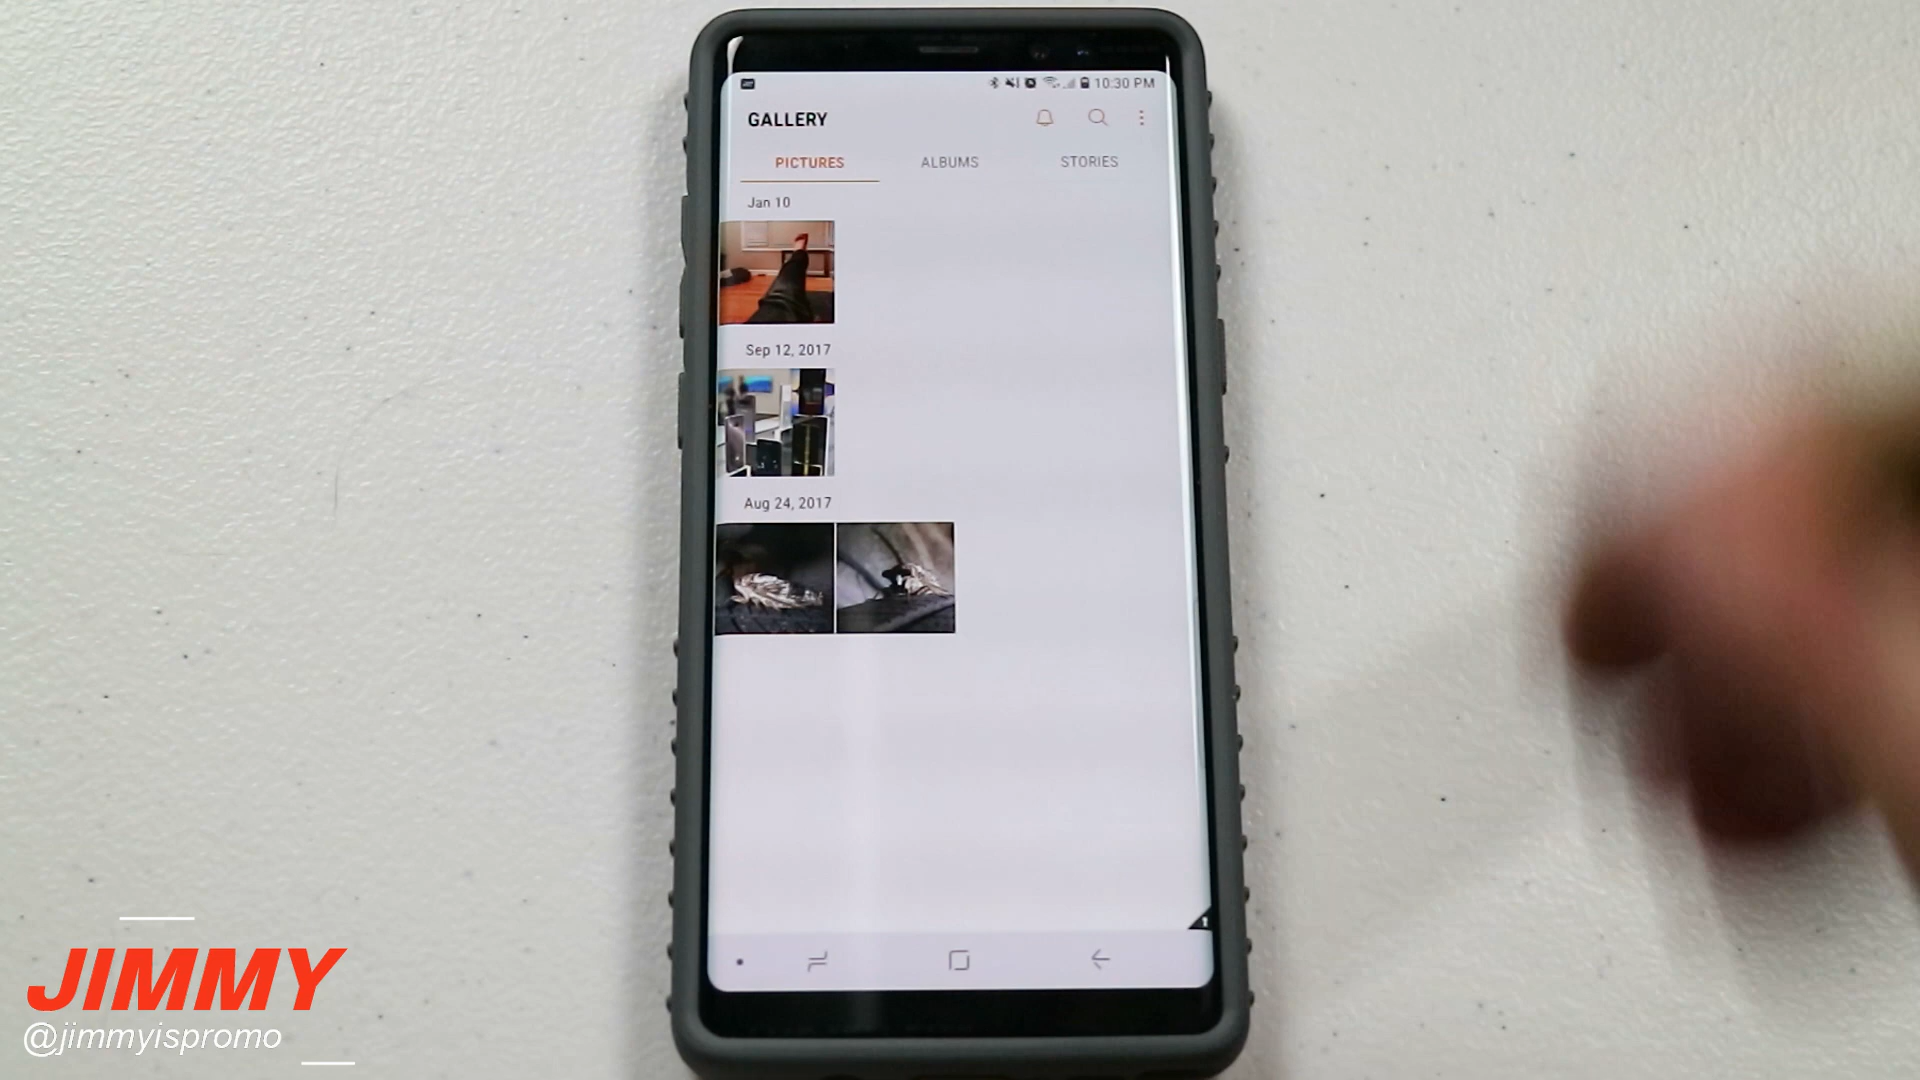 10:30 PM
GALLERY
PICTURES
ALBUMS
STORIES
Jan 10
Sep 12, 2017
Aug 24, 2017
JIMMY
@jimmyispromo